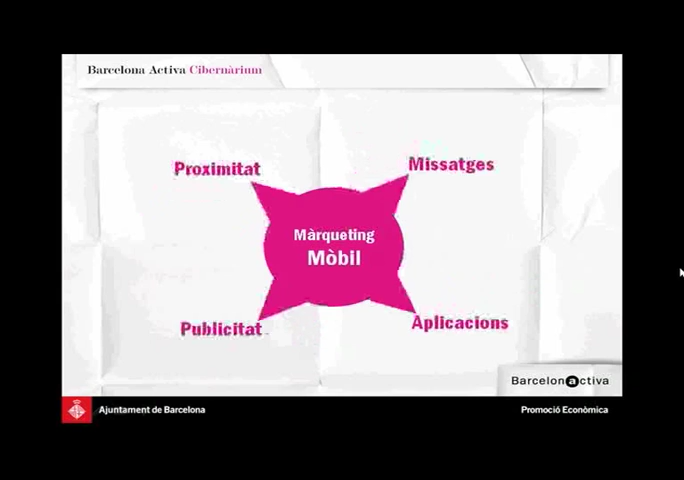 Barcelona Activa Cibernàrium
Proximitat
Missatges
Màrqueting
Mòbil
Publicitat
Aplicacions
Barcelonactiva
Ajuntament de Barcelona
Promoció Econòmica